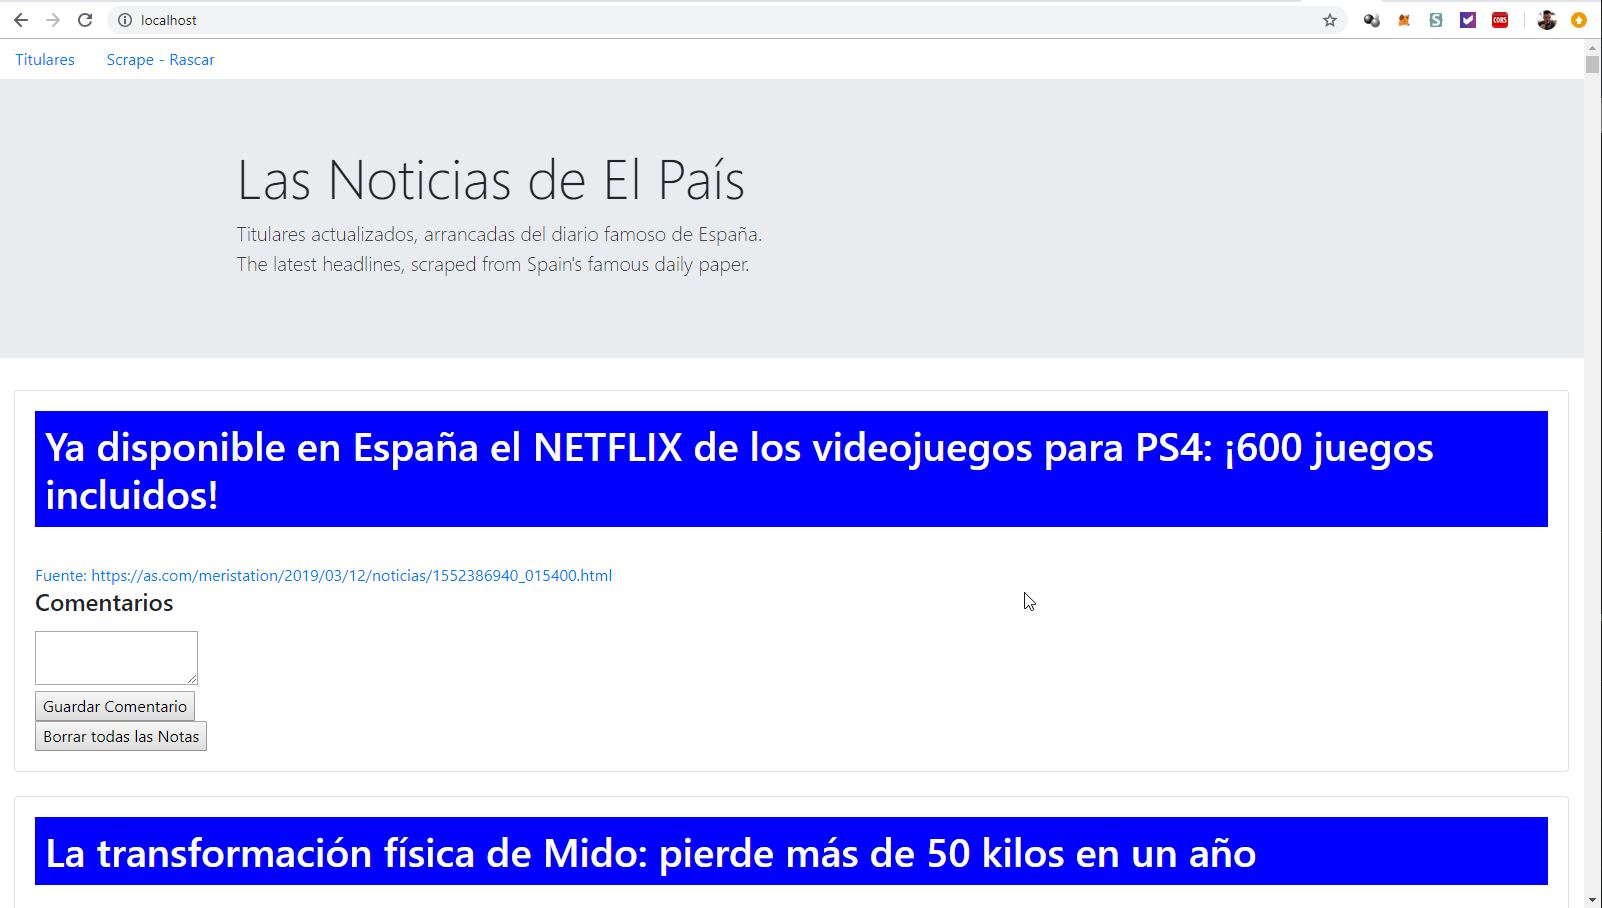 localhost
CORS
Titulares Scrape - Rascar
Las Noticias de El País
Titulares actualizados, arrancadas del diario famoso de España.
The latest headlines, scraped from Spain's famous daily paper.
Ya disponible en España el NETFLIX de los videojuegos para PS4: ¡600 juegos
incluidos!
Fuente: https://as.com/meristation/2019/03/12/noticias/1552386940_015400.html
Comentarios
Guardar Comentario
Borrar todas las Notas
La transformación física de Mido: pierde más de 50 kilos en un año